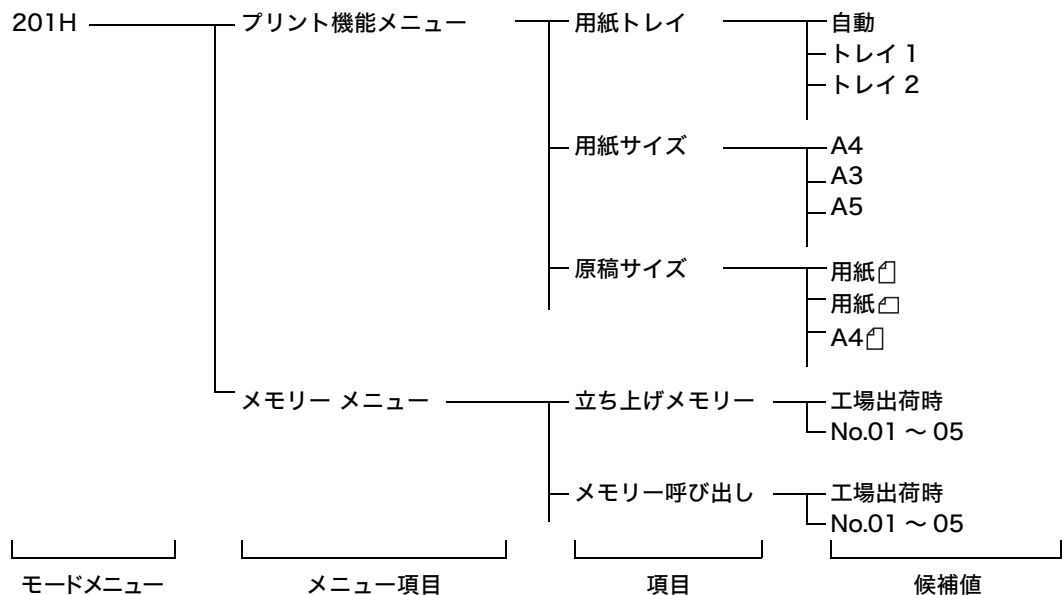 201H プリント機能メニュー 用紙トレイ 自動
トレイ 1
トレイ 2
用紙サイズ A4
A3
A5
原稿サイズ 用紙
用紙
A4
メモリー メニュー 立ち上げメモリー 工場出荷時
No.01 ～ 05
メモリー呼び出し 工場出荷時
No.01 ～ 05
モードメニュー メニュー項目 項目 候補値